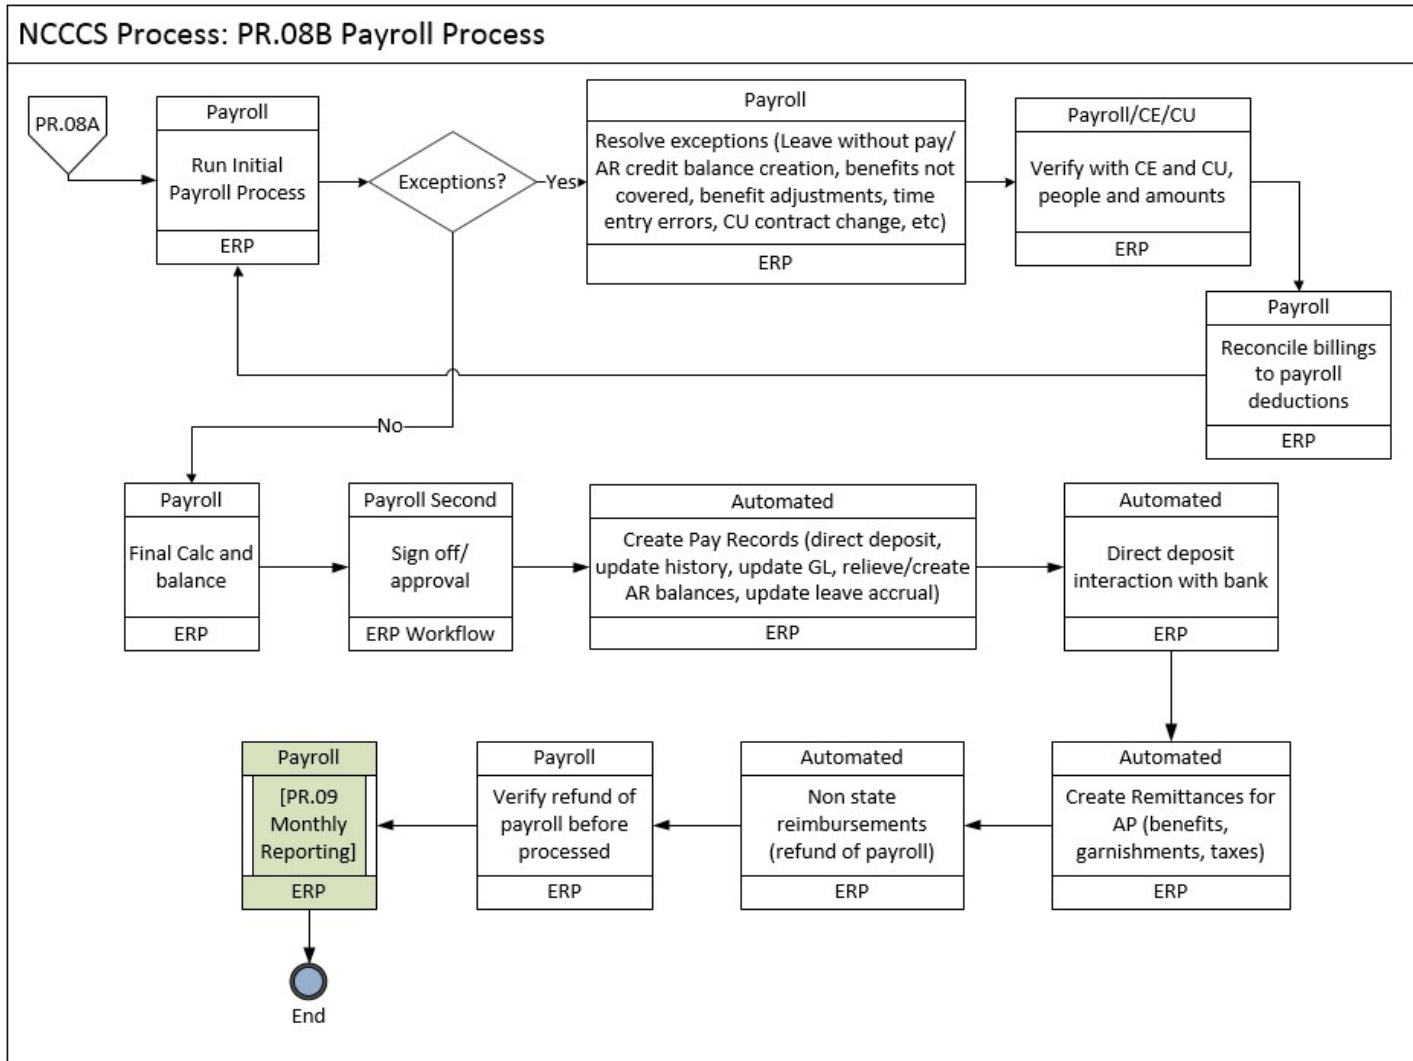 NCCCS Process: PR.08B Payroll Process
PR.08A
Payroll
Run Initial
Payroll Process
ERP
Exceptions?
Yes
Payroll
Resolve exceptions (Leave without pay/
AR credit balance creation, benefits not
covered, benefit adjustments, time
entry errors, CU contract change, etc)
ERP
Payroll/CE/CU
Verify with CE and CU,
people and amounts
ERP
Payroll
Reconcile billings
to payroll
deductions
ERP
No
Payroll
Final Calc and
balance
ERP
Payroll Second
Sign off/
approval
ERP Workflow
Automated
Create Pay Records (direct deposit,
update history, update GL, relieve/create
AR balances, update leave accrual)
ERP
Automated
Direct deposit
interaction with bank
ERP
Automated
Create Remittances for
AP (benefits,
garnishments, taxes)
ERP
Automated
Non state
reimbursements
(refund of payroll)
ERP
Payroll
Verify refund of
payroll before
processed
ERP
Payroll
[PR.09
Monthly
Reporting]
ERP
End